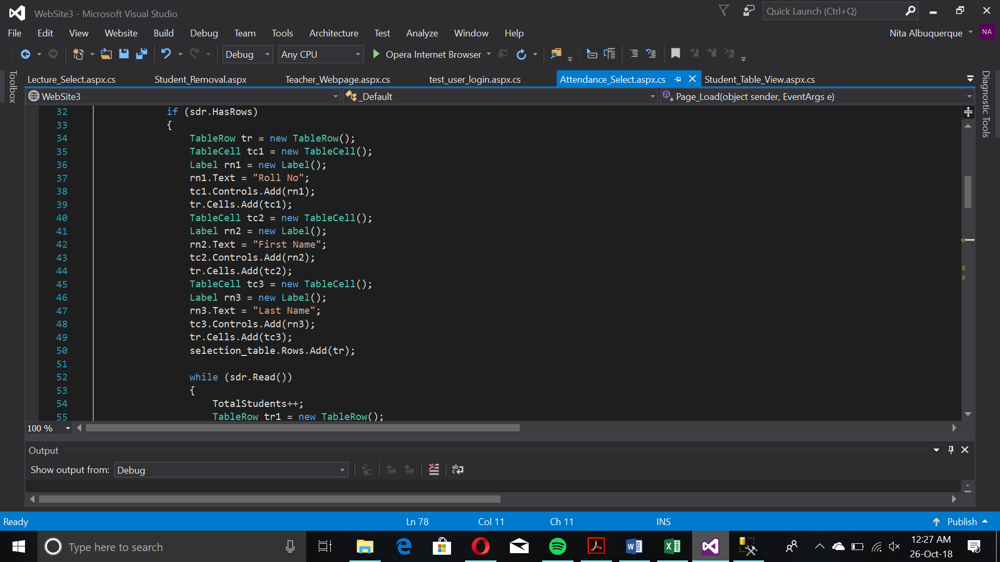 WebSite3 - Microsoft Visual Studio
Quick Launch (Ctrl+Q)
File Edit View Website Build Debug Team Tools Architecture Test Analyze Window Help
Nita Albuquerque NA
Debug Any CPU Opera Internet Browser
Toolbox
Lecture_Select.aspx.cs Student_Removal.aspx Teacher_Webpage.aspx.cs test_user_login.aspx.cs Attendance_Select.aspx.cs Student_Table_View.aspx.cs
Diagnostic Tools
WebSite3 _Default Page_Load(object sender, EventArgs e)
32 if (sdr.HasRows)
33 {
34 TableRow tr = new TableRow();
35 TableCell tc1 = new TableCell();
36 Label rn1 = new Label();
37 rn1.Text = "Roll No";
38 tc1.Controls.Add(rn1);
39 tr.Cells.Add(tc1);
40 TableCell tc2 = new TableCell();
41 Label rn2 = new Label();
42 rn2.Text = "First Name";
43 tc2.Controls.Add(rn2);
44 tr.Cells.Add(tc2);
45 TableCell tc3 = new TableCell();
46 Label rn3 = new Label();
47 rn3.Text = "Last Name";
48 tc3.Controls.Add(rn3);
49 tr.Cells.Add(tc3);
50 selection_table.Rows.Add(tr);
51
52 while (sdr.Read())
53 {
54 TotalStudents++;
55 TableRow tr1 = new TableRow();
100 %
Output
Show output from: Debug
Ready Ln 78 Col 11 Ch 11 INS Publish
Type here to search
12:27 AM
26-Oct-18